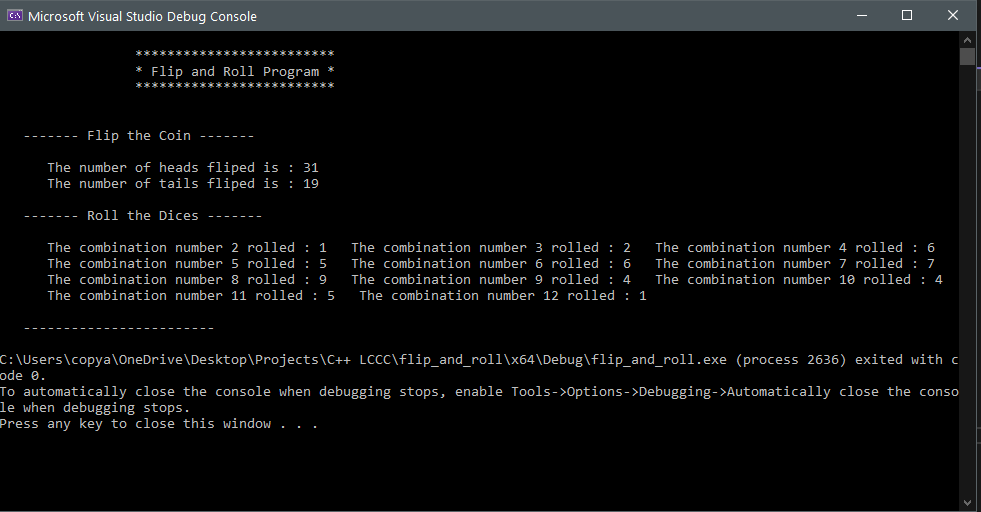 Microsoft Visual Studio Debug Console
*************************
* Flip and Roll Program *
*************************
------- Flip the Coin -------
The number of heads fliped is : 31
The number of tails fliped is : 19
------- Roll the Dices -------
The combination number 2 rolled : 1   The combination number 3 rolled : 2   The combination number 4 rolled : 6
The combination number 5 rolled : 5   The combination number 6 rolled : 6   The combination number 7 rolled : 7
The combination number 8 rolled : 9   The combination number 9 rolled : 4   The combination number 10 rolled : 4
The combination number 11 rolled : 5    The combination number 12 rolled : 1
------------------------
C:\Users\copya\OneDrive\Desktop\Projects\C++ LCCC\flip_and_roll\x64\Debug\flip_and_roll.exe (process 2636) exited with c
ode 0.
To automatically close the console when debugging stops, enable Tools->Options->Debugging->Automatically close the conso
le when debugging stops.
Press any key to close this window . . .